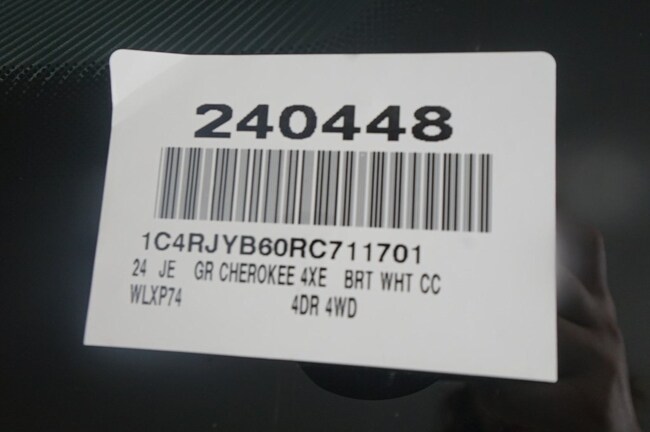 240448
1C4RJYB60RC711701
24 JE GR CHEROKEE 4XE BRT WHT CC
WLXP74 4DR 4WD